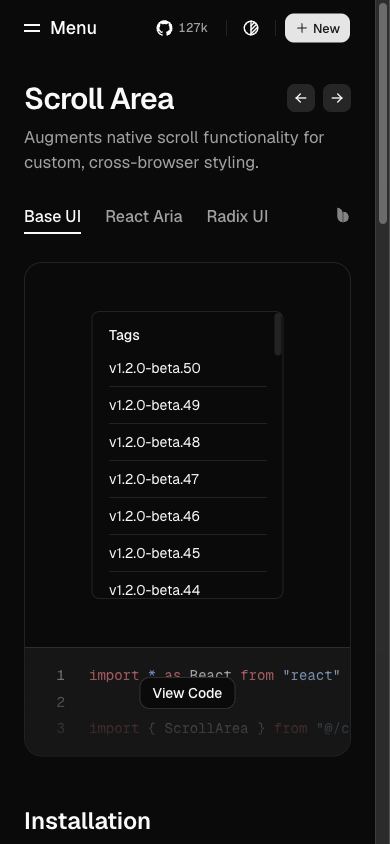 Menu
127k
New
Scroll Area
Augments native scroll functionality for
custom, cross-browser styling.
Base UI
React Aria
Radix UI
Tags
v1.2.0-beta.50
v1.2.0-beta.49
v1.2.0-beta.48
v1.2.0-beta.47
v1.2.0-beta.46
v1.2.0-beta.45
v1.2.0-beta.44
1 import * as React from "react"
2
View Code
3 import { ScrollArea } from "@/c
Installation